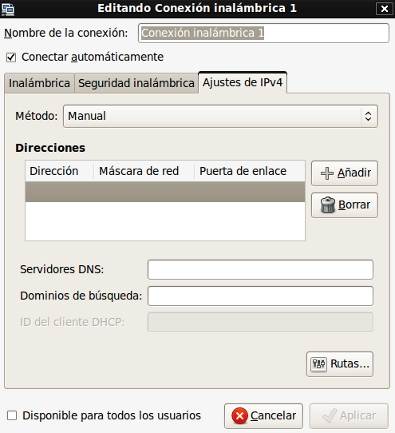 Editando Conexión inalámbrica 1
Nombre de la conexión: Conexión inalámbrica 1
Conectar automáticamente
Inalámbrica Seguridad inalámbrica Ajustes de IPv4
Método: Manual
Direcciones
Dirección Máscara de red Puerta de enlace
Añadir
Borrar
Servidores DNS:
Dominios de búsqueda:
ID del cliente DHCP:
Rutas...
Disponible para todos los usuarios Cancelar Aplicar